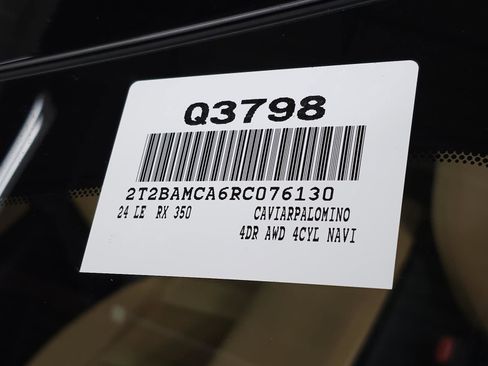 Q3798
2T2BAMCA6RC076130
24 LE RX 350 CAVIARPALOMINO
4DR AWD 4CYL NAVI